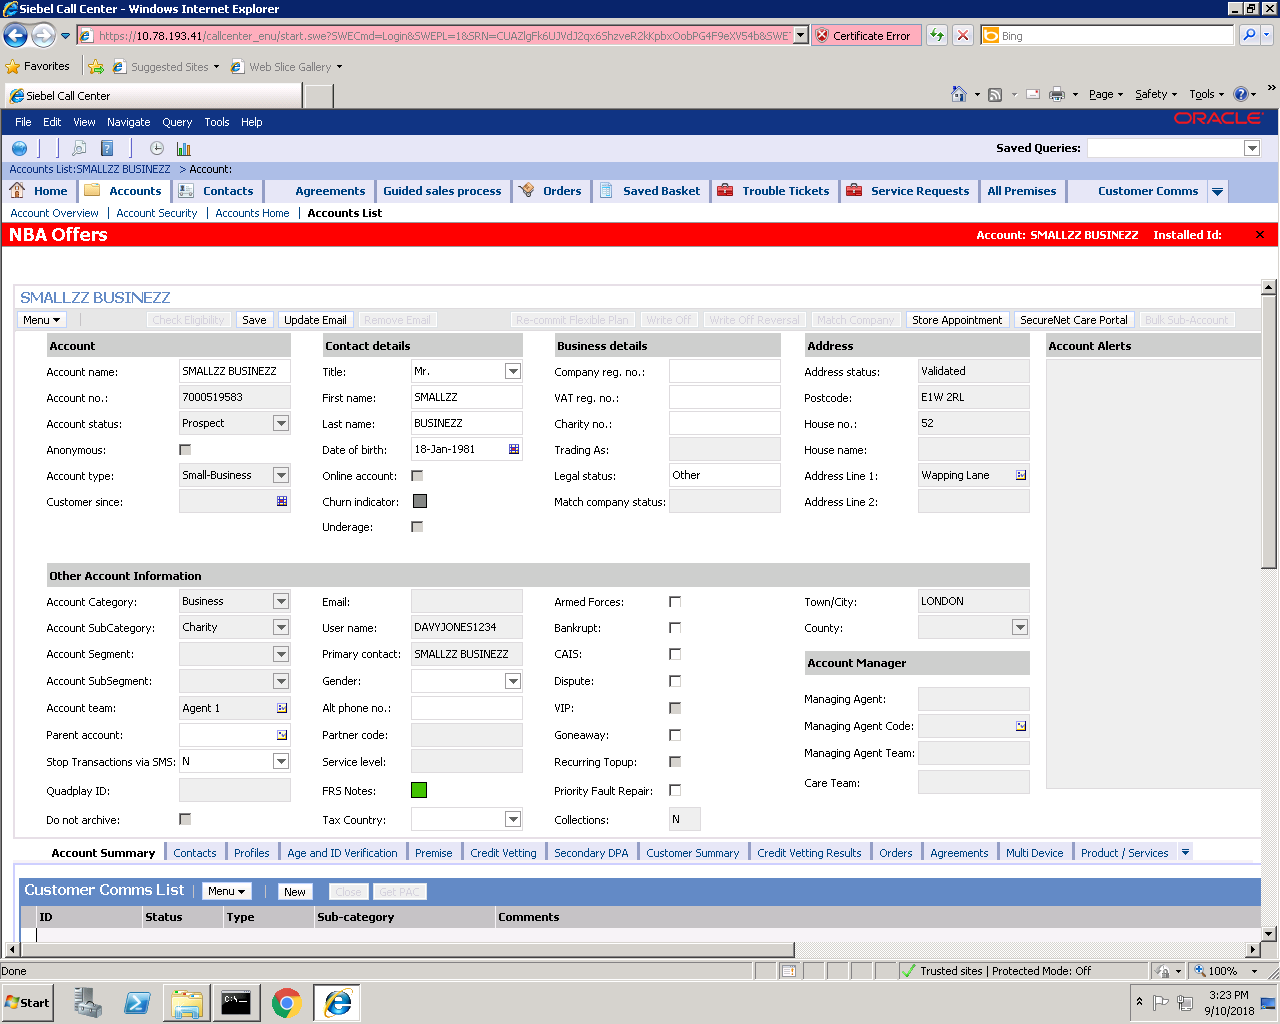 Siebel Call Center - Windows Internet Explorer
https://10.78.193.41/callcenter_enu/start.swe?SWECmd=Login&SWEPL=1&SRN= Certificate Error Bing
Favorites Suggested Sites Web Slice Gallery
Siebel Call Center Page Safety Tools
File Edit View Navigate Query Tools Help ORACLE
Saved Queries:
Accounts List:SMALLZZ BUSINEZZ > Account:
Home Accounts Contacts Agreements Guided sales process Orders Saved Basket Trouble Tickets Service Requests All Premises Customer Comms
Account Overview | Account Security | Accounts Home | Accounts List
NBA Offers Account: SMALLZZ BUSINEZZ Installed Id: ×
SMALLZZ BUSINEZZ
Menu Check Eligibility Save Update Email Remove Email Re-commit Flexible Plan Write Off Write Off Reversal Match Company Store Appointment SecureNet Care Portal Bulk Sub-Account
Account Contact details Business details Address Account Alerts
Account name: SMALLZZ BUSINEZZ Title: Mr. Company reg. no.: Address status: Validated
Account no.: 7000519583 First name: SMALLZZ VAT reg. no.: Postcode: E1W 2RL
Account status: Prospect Last name: BUSINEZZ Charity no.: House no.: 52
Anonymous: Date of birth: 18-Jan-1981 Trading As: House name:
Account type: Small-Business Online account: Legal status: Other Address Line 1: Wapping Lane
Customer since: Churn indicator: Match company status: Address Line 2:
Underage:
Other Account Information
Account Category: Business Email: Armed Forces: Town/City: LONDON
Account SubCategory: Charity User name: DAVYJONES1234 Bankrupt: County:
Account Segment: Primary contact: SMALLZZ BUSINEZZ CAIS: Account Manager
Account SubSegment: Gender: Dispute:
Account team: Agent 1 Alt phone no.: VIP: Managing Agent:
Parent account: Partner code: Goneaway: Managing Agent Code:
Stop Transactions via SMS: N Service level: Recurring Topup: Managing Agent Team:
Quadplay ID: FRS Notes: Priority Fault Repair: Care Team:
Do not archive: Tax Country: Collections: N
Account Summary Contacts Profiles Age and ID Verification Premise Credit Vetting Secondary DPA Customer Summary Credit Vetting Results Orders Agreements Multi Device Product / Services
Customer Comms List Menu New Close Get PAC
ID Status Type Sub-category Comments
Done Trusted sites | Protected Mode: Off 100%
Start C:\ 3:23 PM
9/10/2018